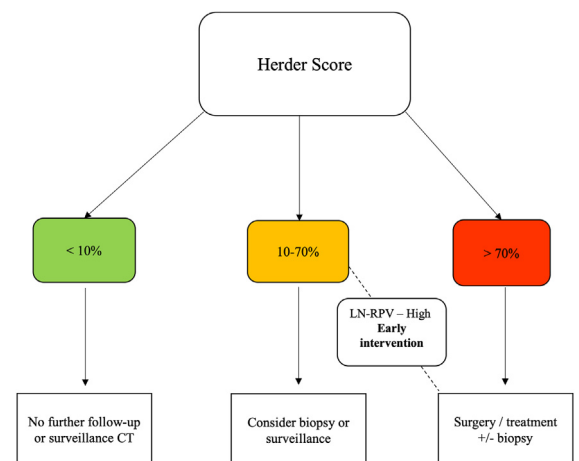 Herder Score
< 10%
10-70%
> 70%
LN-RPV – High
Early
intervention
No further follow-up
or surveillance CT
Consider biopsy or
surveillance
Surgery / treatment
+/- biopsy